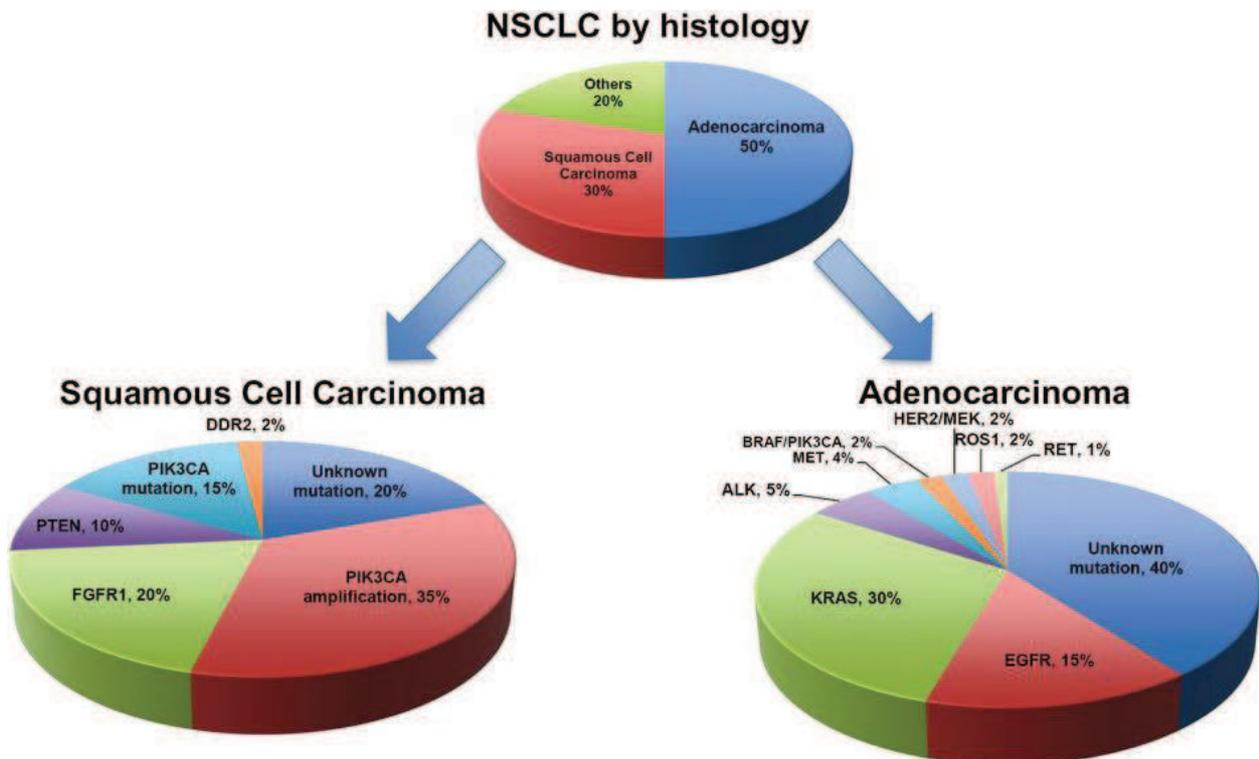 NSCLC by histology
Others
20%
Adenocarcinoma
50%
Squamous Cell
Carcinoma
30%
Squamous Cell Carcinoma
DDR2, 2%
PIK3CA
mutation, 15%
Unknown
mutation, 20%
PTEN, 10%
FGFR1, 20%
PIK3CA
amplification, 35%
Adenocarcinoma
HER2/MEK, 2%
BRAF/PIK3CA, 2%
ROS1, 2%
RET, 1%
MET, 4%
ALK, 5%
Unknown
mutation, 40%
KRAS, 30%
EGFR, 15%